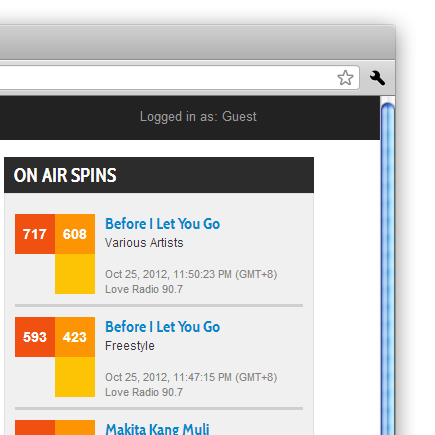 Logged in as: Guest
ON AIR SPINS
717 608 Before I Let You Go
Various Artists
Oct 25, 2012, 11:50:23 PM (GMT+8)
Love Radio 90.7
593 423 Before I Let You Go
Freestyle
Oct 25, 2012, 11:47:15 PM (GMT+8)
Love Radio 90.7
Makita Kang Muli